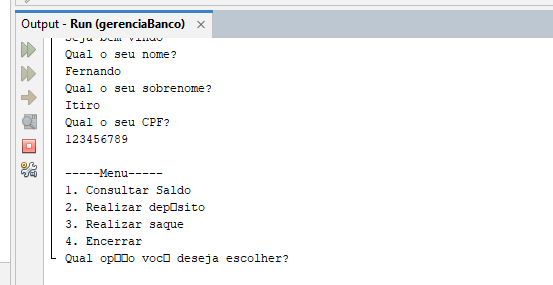 Output - Run (gerenciaBanco) ×
Seja bem vindo
Qual o seu nome?
Fernando
Qual o seu sobrenome?
Itiro
Qual o seu CPF?
123456789
-----Menu-----
1. Consultar Saldo
2. Realizar dep□sito
3. Realizar saque
4. Encerrar
Qual op□□o voc□ deseja escolher?